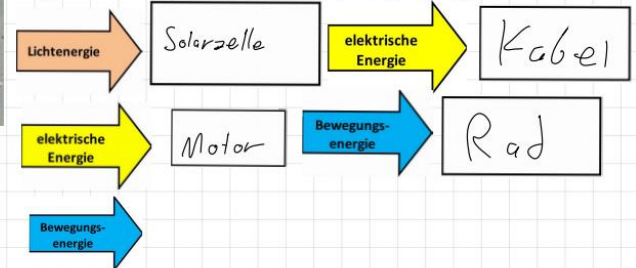 Lichtenergie
Solarzelle
elektrische
Energie
Kabel
elektrische
Energie
Motor
Bewegungs-
energie
Rad
Bewegungs-
energie